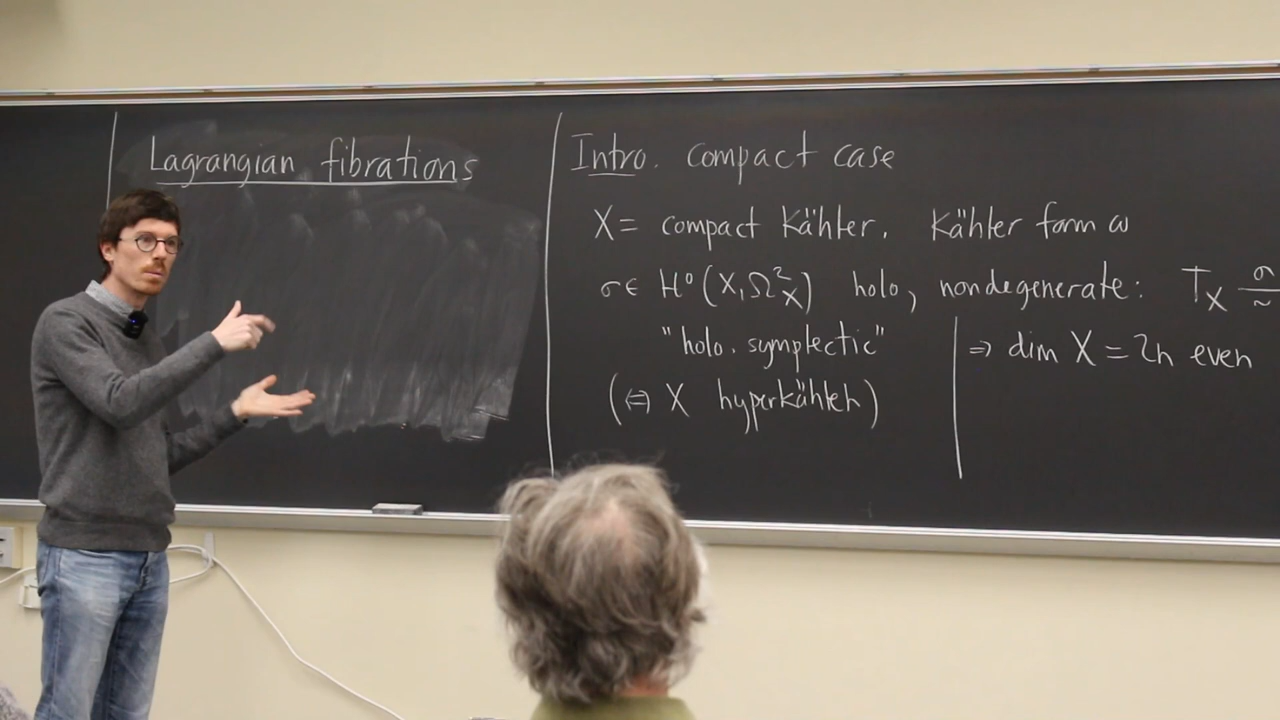 Lagrangian fibrations
Intro. compact case
X = compact Kähler. Kähler form ω
σ ∈ H⁰(X, Ω²_X) holo, nondegenerate: T_X σ/~
"holo. symplectic"
⇒ dim X = 2n even
(⇔ X hyperkähler)